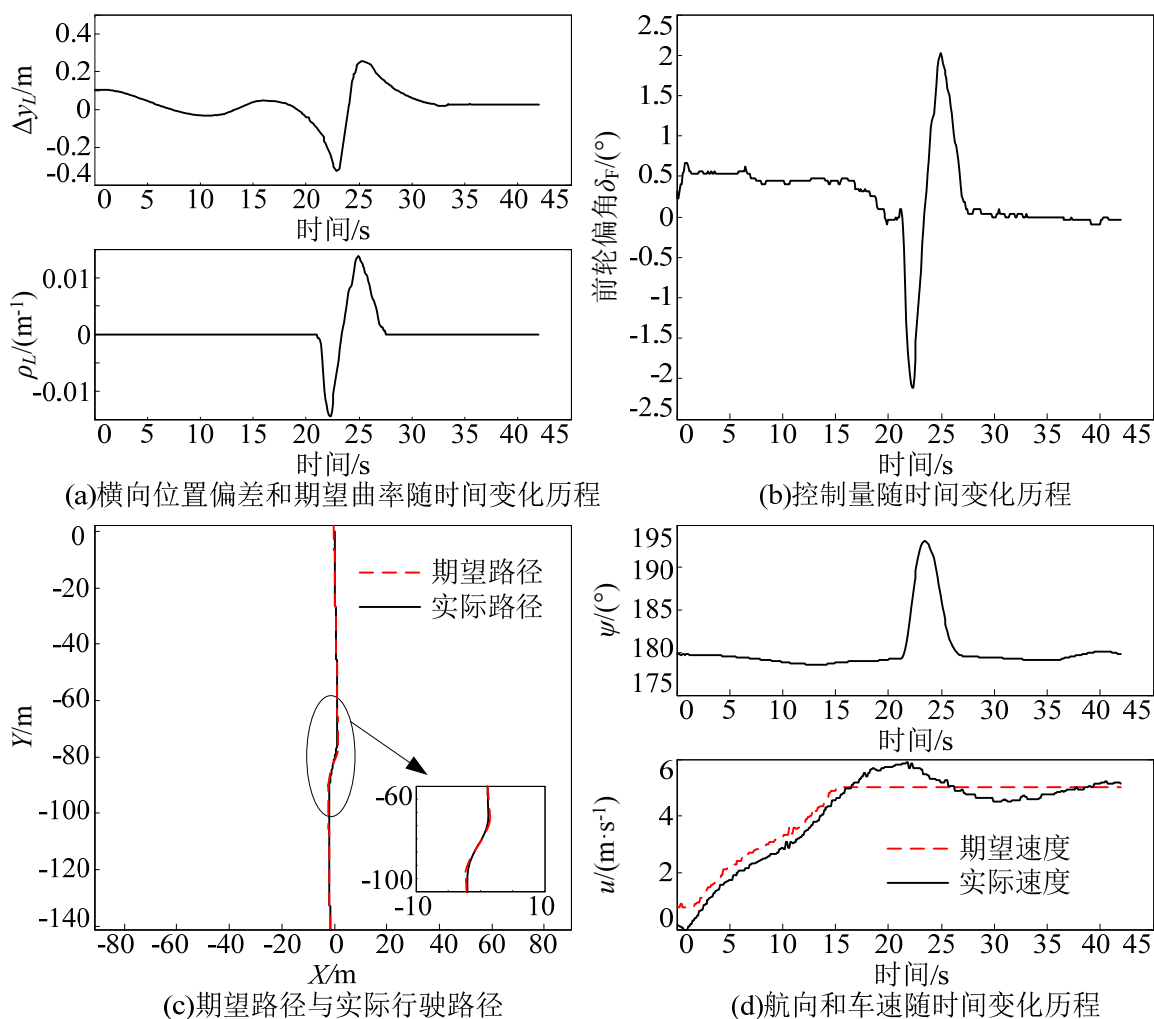 0.4
0.2
0
-0.2
-0.4
Δy_L/m
0 5 10 15 20 25 30 35 40 45
时间/s
0.01
0
-0.01
ρ_L/(m⁻¹)
0 5 10 15 20 25 30 35 40 45
时间/s
(a)横向位置偏差和期望曲率随时间变化历程
2.5
2
1.5
1
0.5
0
-0.5
-1
-1.5
-2
-2.5
前轮偏角δ_F/(°)
0 5 10 15 20 25 30 35 40 45
时间/s
(b)控制量随时间变化历程
0
-20
-40
-60
-80
-100
-120
-140
Y/m
期望路径
实际路径
-60
-100
-10 10
-80 -60 -40 -20 0 20 40 60 80
X/m
(c)期望路径与实际行驶路径
195
190
185
180
175
ψ/(°)
0 5 10 15 20 25 30 35 40 45
时间/s
6
4
2
0
u/(m·s⁻¹)
期望速度
实际速度
0 5 10 15 20 25 30 35 40 45
时间/s
(d)航向和车速随时间变化历程